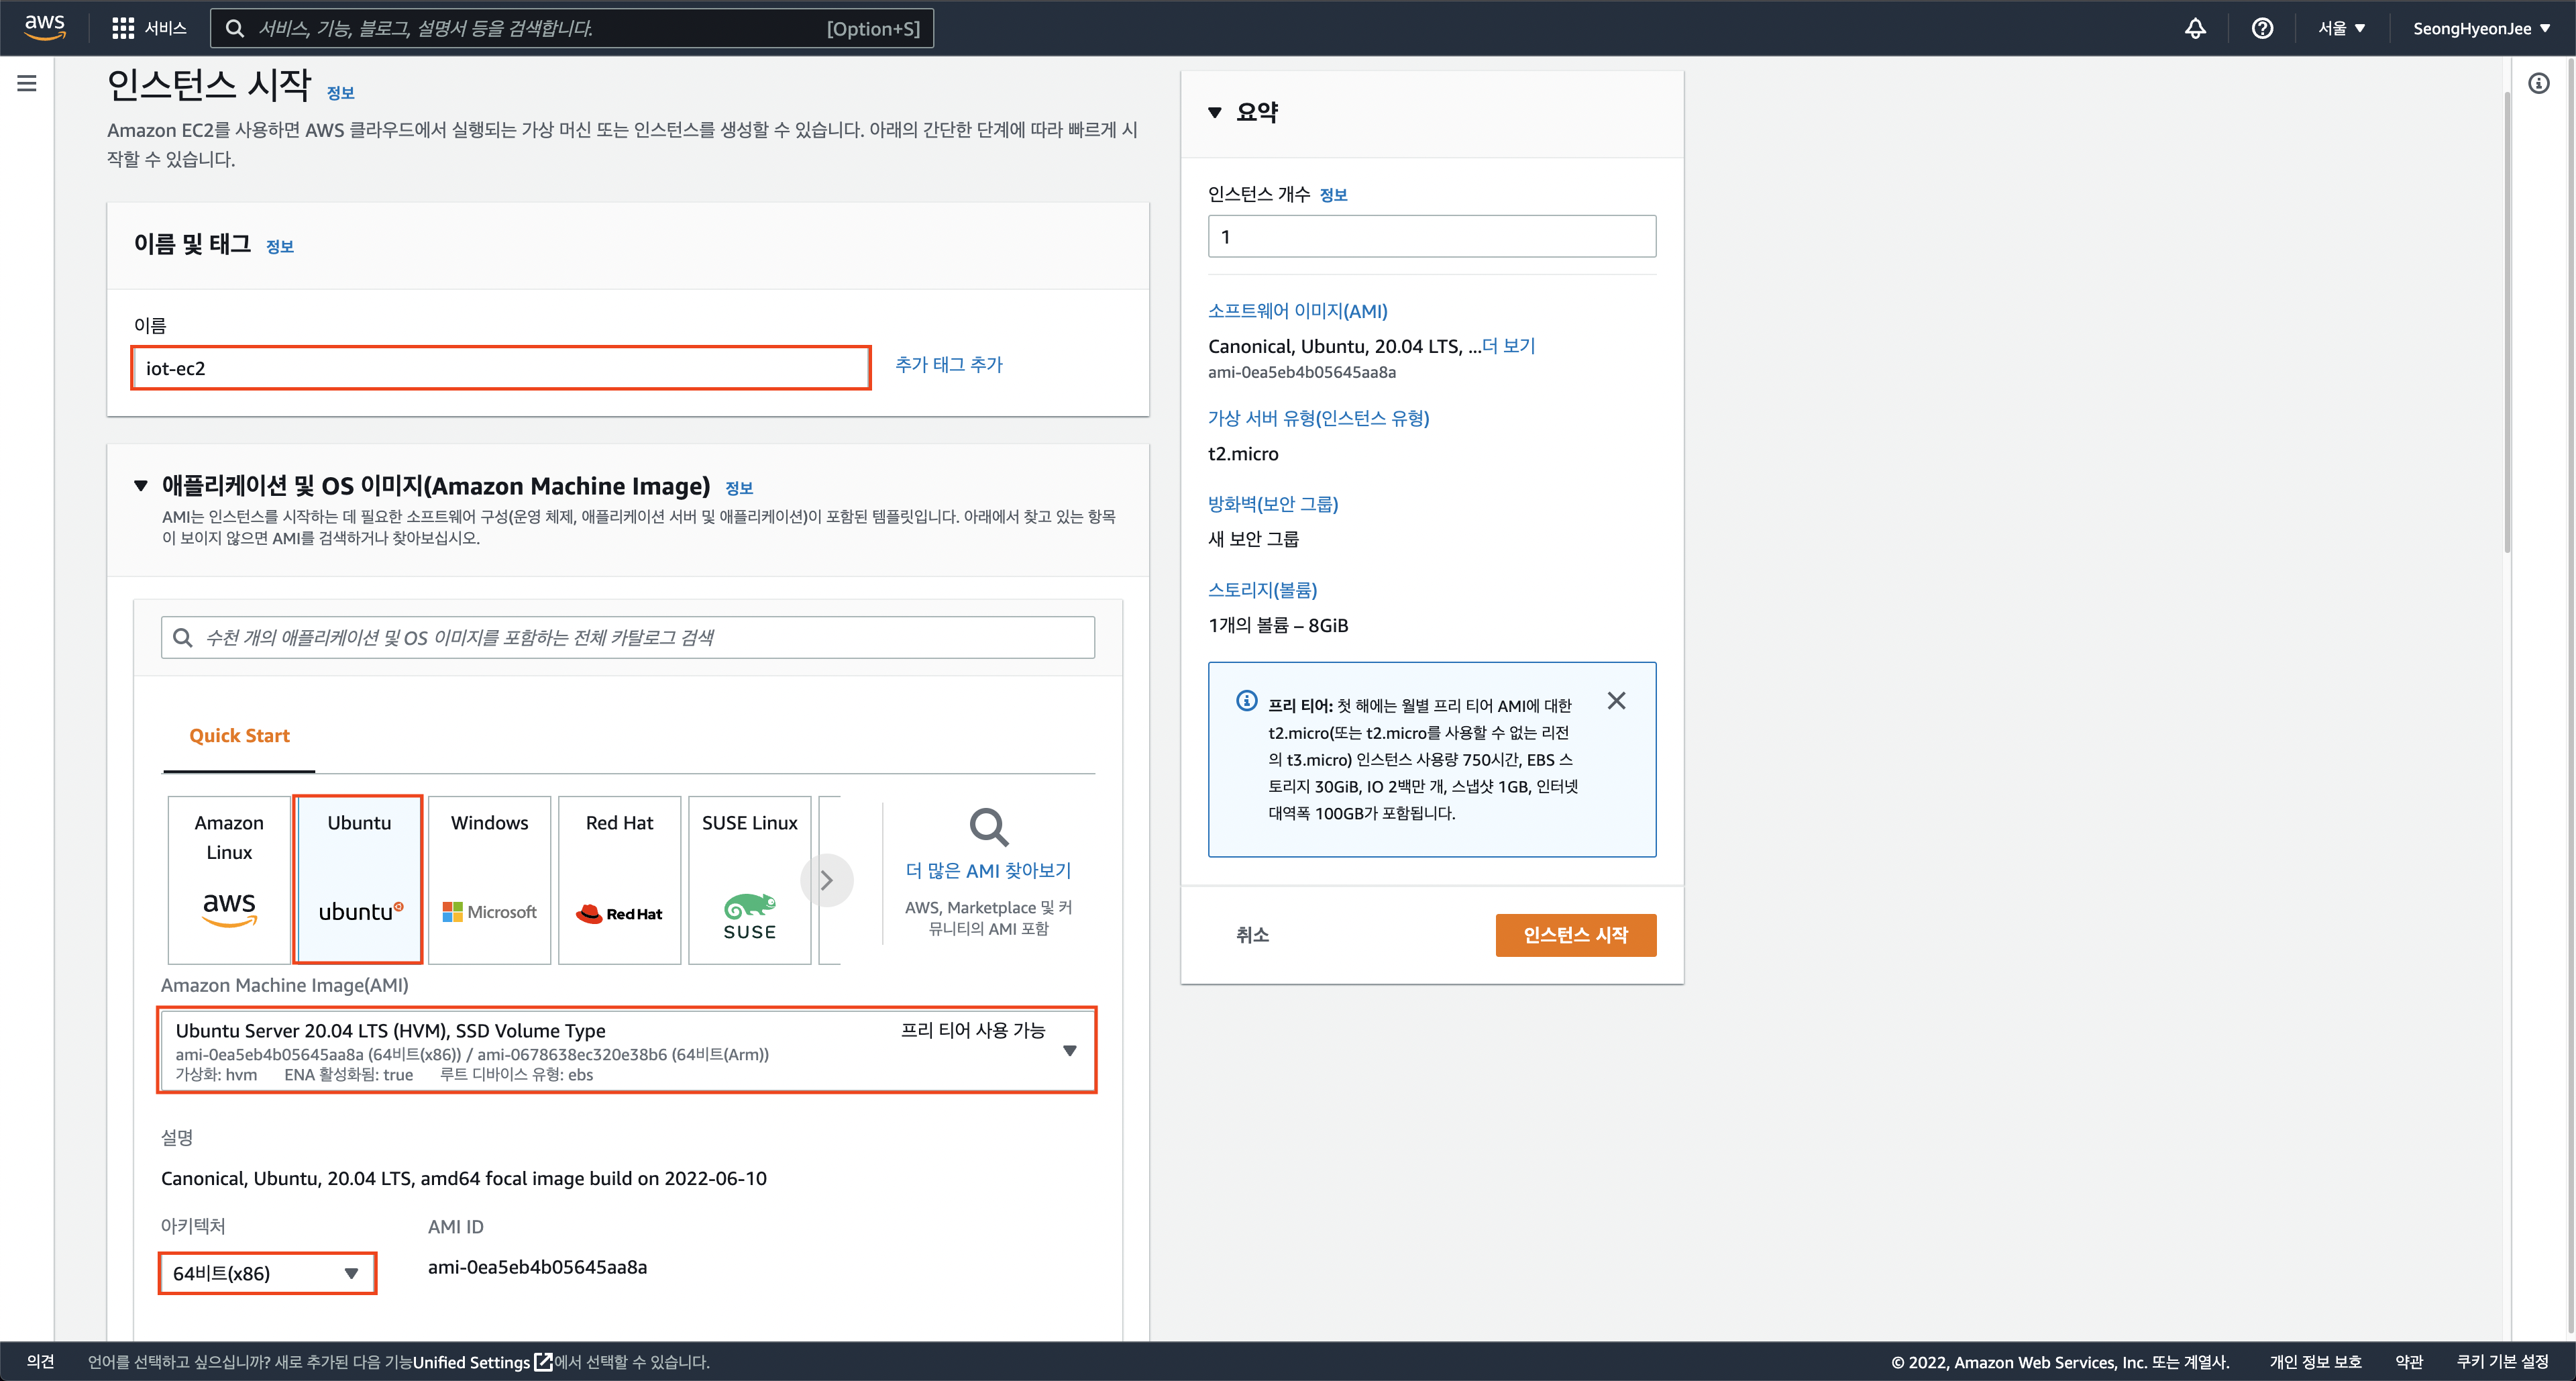 aws
서비스
서비스, 기능, 블로그, 설명서 등을 검색합니다.
[Option+S]
서울
SeongHyeonJee
인스턴스 시작 정보
Amazon EC2를 사용하면 AWS 클라우드에서 실행되는 가상 머신 또는 인스턴스를 생성할 수 있습니다. 아래의 간단한 단계에 따라 빠르게 시
작할 수 있습니다.
이름 및 태그 정보
이름
iot-ec2
추가 태그 추가
애플리케이션 및 OS 이미지(Amazon Machine Image) 정보
AMI는 인스턴스를 시작하는 데 필요한 소프트웨어 구성(운영 체제, 애플리케이션 서버 및 애플리케이션)이 포함된 템플릿입니다. 아래에서 찾고 있는 항목
이 보이지 않으면 AMI를 검색하거나 찾아보십시오.
수천 개의 애플리케이션 및 OS 이미지를 포함하는 전체 카탈로그 검색
Quick Start
Amazon
Linux
aws
Ubuntu
ubuntu
Windows
Microsoft
Red Hat
Red Hat
SUSE Linux
SUSE
더 많은 AMI 찾아보기
AWS, Marketplace 및 커
뮤니티의 AMI 포함
Amazon Machine Image(AMI)
Ubuntu Server 20.04 LTS (HVM), SSD Volume Type
프리 티어 사용 가능
ami-0ea5eb4b05645aa8a (64비트(x86)) / ami-0678638ec320e38b6 (64비트(Arm))
가상화: hvm ENA 활성화됨: true 루트 디바이스 유형: ebs
설명
Canonical, Ubuntu, 20.04 LTS, amd64 focal image build on 2022-06-10
아키텍처
AMI ID
64비트(x86)
ami-0ea5eb4b05645aa8a
요약
인스턴스 개수 정보
1
소프트웨어 이미지(AMI)
Canonical, Ubuntu, 20.04 LTS, ...더 보기
ami-0ea5eb4b05645aa8a
가상 서버 유형(인스턴스 유형)
t2.micro
방화벽(보안 그룹)
새 보안 그룹
스토리지(볼륨)
1개의 볼륨 – 8GiB
프리 티어: 첫 해에는 월별 프리 티어 AMI에 대한
t2.micro(또는 t2.micro를 사용할 수 없는 리전
의 t3.micro) 인스턴스 사용량 750시간, EBS 스
토리지 30GiB, IO 2백만 개, 스냅샷 1GB, 인터넷
대역폭 100GB가 포함됩니다.
취소
인스턴스 시작
의견
언어를 선택하고 싶으십니까? 새로 추가된 다음 기능Unified Settings에서 선택할 수 있습니다.
© 2022, Amazon Web Services, Inc. 또는 계열사.
개인 정보 보호
약관
쿠키 기본 설정